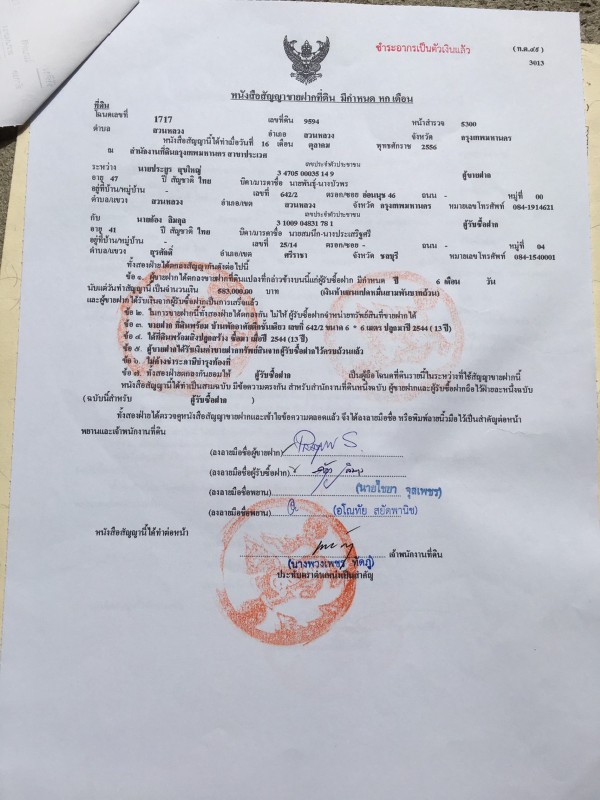 ชำระอากรเป็นตัวเงินแล้ว
(ท.ด.๔๕)
3013
หนังสือสัญญาขายฝากที่ดิน มีกำหนด หก เดือน
ที่ดิน
โฉนดเลขที่ 1717 เลขที่ดิน 9594 หน้าสำรวจ 5300
ตำบล สวนหลวง อำเภอ สวนหลวง จังหวัด กรุงเทพมหานคร
หนังสือสัญญานี้ได้ทำเมื่อวันที่ 16 เดือน ตุลาคม พุทธศักราช 2556
ณ สำนักงานที่ดินกรุงเทพมหานคร สาขาประเวศ
เลขประจำตัวประชาชน
ระหว่าง นายประยูร สุขใหญ่ 3 4705 00035 14 9 ผู้ขายฝาก
อายุ 47 ปี สัญชาติ ไทย บิดา/มารดาชื่อ นายพันธุ์-นางบัวพร
อยู่ที่บ้าน/หมู่บ้าน - เลขที่ 642/2 ตรอก/ซอย อ่อนนุช 46 ถนน - หมู่ที่ 00
ตำบล/แขวง สวนหลวง อำเภอ/เขต สวนหลวง จังหวัด กรุงเทพมหานคร หมายเลขโทรศัพท์ 084-1914621
เลขประจำตัวประชาชน
กับ 3 1009 04831 78 1 ผู้รับซื้อฝาก
อายุ 41 ปี สัญชาติ ไทย บิดา/มารดาชื่อ นายสมนึก-นางประเสริฐศรี
อยู่ที่บ้าน/หมู่บ้าน - เลขที่ 25/14 ตรอก/ซอย - ถนน - หมู่ที่ 04
ตำบล/แขวง สุรศักดิ์ อำเภอ/เขต ศรีราชา จังหวัด ชลบุรี หมายเลขโทรศัพท์ 084-1540001
ทั้งสองฝ่ายได้ตกลงสัญญากันดังต่อไปนี้
ข้อ ๑. ผู้ขายฝากได้ตกลงขายฝากที่ดินแปลงที่กล่าวข้างบนนี้แก่ผู้รับซื้อฝาก มีกำหนด ปี 6 เดือน วัน
นับแต่วันทำสัญญานี้ เป็นจำนวนเงิน 583,000.00 บาท (เงินห้าแสนแปดหมื่นสามพันบาทถ้วน)
และผู้ขายฝากได้รับเงินจากผู้รับซื้อฝากเป็นการเสร็จแล้ว
ข้อ ๒. ในการขายฝากนี้ทั้งสองฝ่ายได้ตกลงกัน ไม่ให้ ผู้รับซื้อฝากจำหน่ายทรัพย์สินที่ขายฝากได้
ข้อ ๓. ขายฝาก ที่ดินพร้อม บ้านพักอาศัยตึกชั้นเดียว เลขที่ 642/2 ขนาด 6 * 6 เมตร ปลูกมาปี 2544 ( 13 ปี)
ข้อ ๔. ได้ที่ดินพร้อมสิ่งปลูกสร้าง ซื้อมา เมื่อปี 2544 ( 13 ปี)
ข้อ ๕. ผู้ขายฝากได้รับเงินค่าขายฝากทรัพย์สินจากผู้รับซื้อฝากไว้ครบถ้วนแล้ว
ข้อ ๖. ไม่ค้างชำระภาษีบำรุงท้องที่
ข้อ ๗. ทั้งสองฝ่ายตกลงกันยอมให้ ผู้รับซื้อฝาก เป็นผู้ถือโฉนดที่ดินรายนี้ในระหว่างที่ใช้สัญญาขายฝากนี้
หนังสือสัญญานี้ได้ทำเป็นสามฉบับ มีข้อความตรงกัน สำหรับสำนักงานที่ดินหนึ่งฉบับ ผู้ขายฝากและผู้รับซื้อฝากถือไว้ฝ่ายละหนึ่งฉบับ
(ฉบับนี้สำหรับ ผู้รับซื้อฝาก )
ทั้งสองฝ่ายได้ตรวจดูหนังสือสัญญาขายฝากและเข้าใจข้อความตลอดแล้ว จึงได้ลงลายมือชื่อ หรือพิมพ์ลายนิ้วมือไว้เป็นสำคัญต่อหน้า
พยานและเจ้าพนักงานที่ดิน
(ลงลายมือชื่อผู้ขายฝาก)
(ลงลายมือชื่อผู้รับซื้อฝาก)
(ลงลายมือชื่อพยาน) (นายไชยา จุลเพชร)
(ลงลายมือชื่อพยาน) (อโณทัย สยัดพานิช)
หนังสือสัญญานี้ได้ทำต่อหน้า
เจ้าพนักงานที่ดิน
(นางพวงเพชร ทัดภู่)
ประทับตราตำแหน่งเป็นสำคัญ